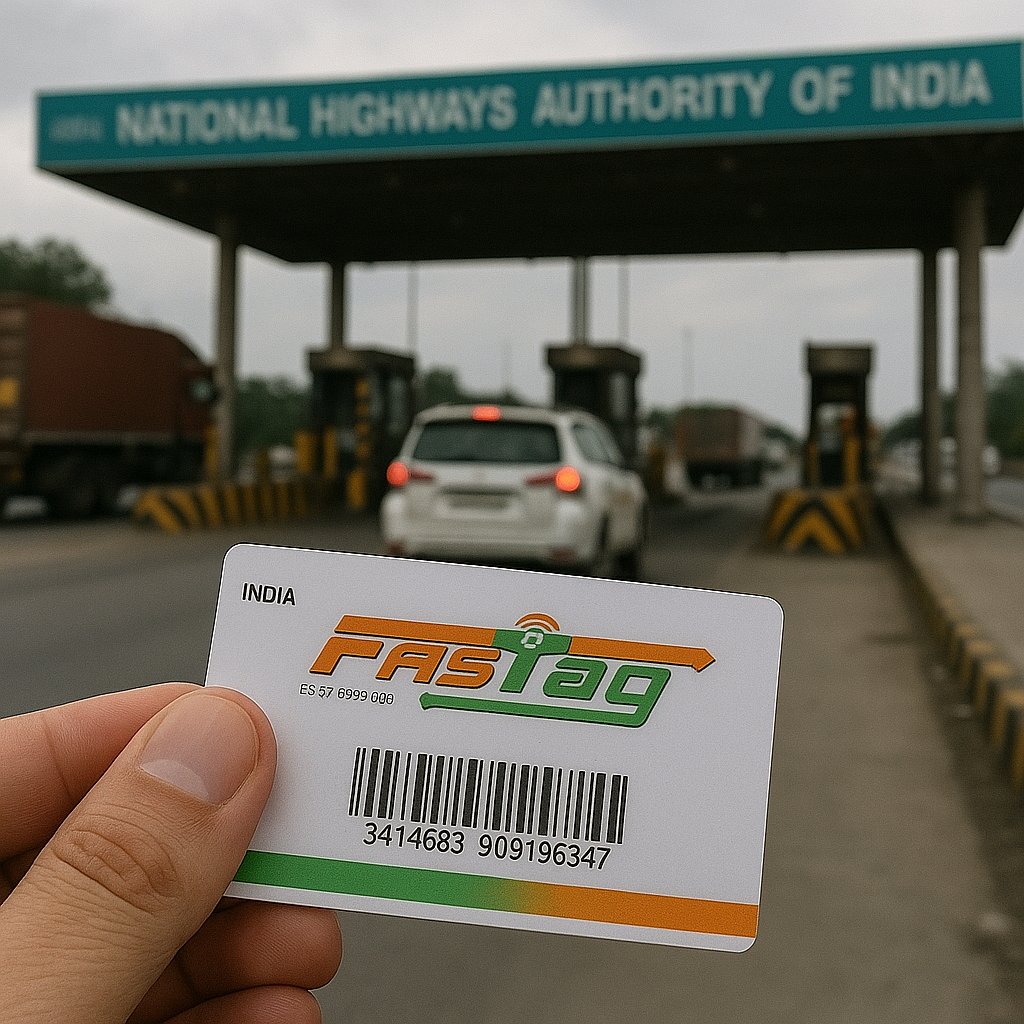 NATIONAL HIGHWAYS AUTHORITY OF INDIA
INDIA
FASTag
ES 57 6999 000
3414683 909196347